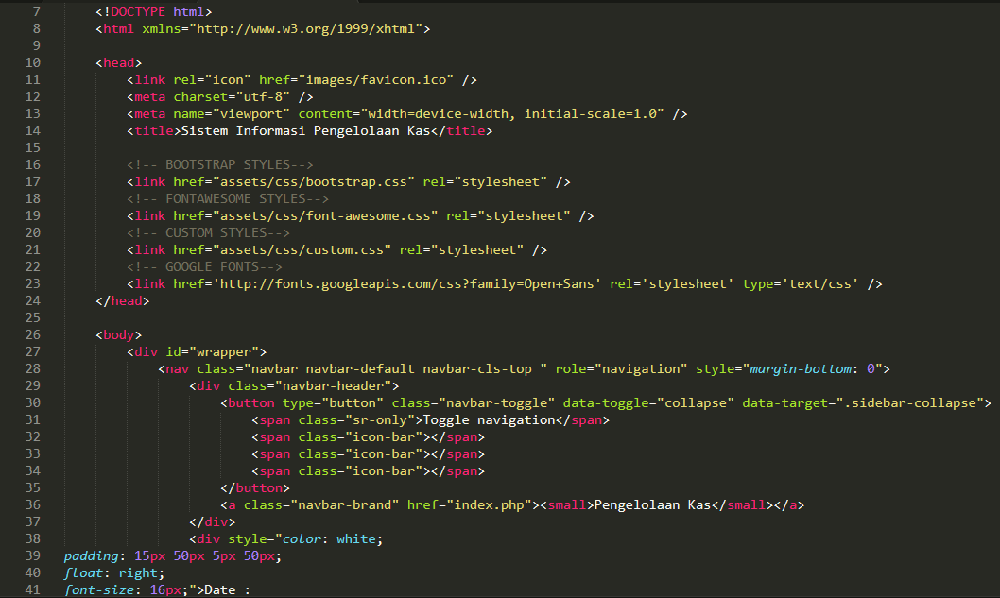 7 <!DOCTYPE html>
8 <html xmlns="http://www.w3.org/1999/xhtml">
9
10 <head>
11 <link rel="icon" href="images/favicon.ico" />
12 <meta charset="utf-8" />
13 <meta name="viewport" content="width=device-width, initial-scale=1.0" />
14 <title>Sistem Informasi Pengelolaan Kas</title>
15
16 <!-- BOOTSTRAP STYLES-->
17 <link href="assets/css/bootstrap.css" rel="stylesheet" />
18 <!-- FONTAWESOME STYLES-->
19 <link href="assets/css/font-awesome.css" rel="stylesheet" />
20 <!-- CUSTOM STYLES-->
21 <link href="assets/css/custom.css" rel="stylesheet" />
22 <!-- GOOGLE FONTS-->
23 <link href='http://fonts.googleapis.com/css?family=Open+Sans' rel='stylesheet' type='text/css' />
24 </head>
25
26 <body>
27 <div id="wrapper">
28 <nav class="navbar navbar-default navbar-cls-top " role="navigation" style="margin-bottom: 0">
29 <div class="navbar-header">
30 <button type="button" class="navbar-toggle" data-toggle="collapse" data-target=".sidebar-collapse">
31 <span class="sr-only">Toggle navigation</span>
32 <span class="icon-bar"></span>
33 <span class="icon-bar"></span>
34 <span class="icon-bar"></span>
35 </button>
36 <a class="navbar-brand" href="index.php"><small>Pengelolaan Kas</small></a>
37 </div>
38 <div style="color: white;
39 padding: 15px 50px 5px 50px;
40 float: right;
41 font-size: 16px;">Date :